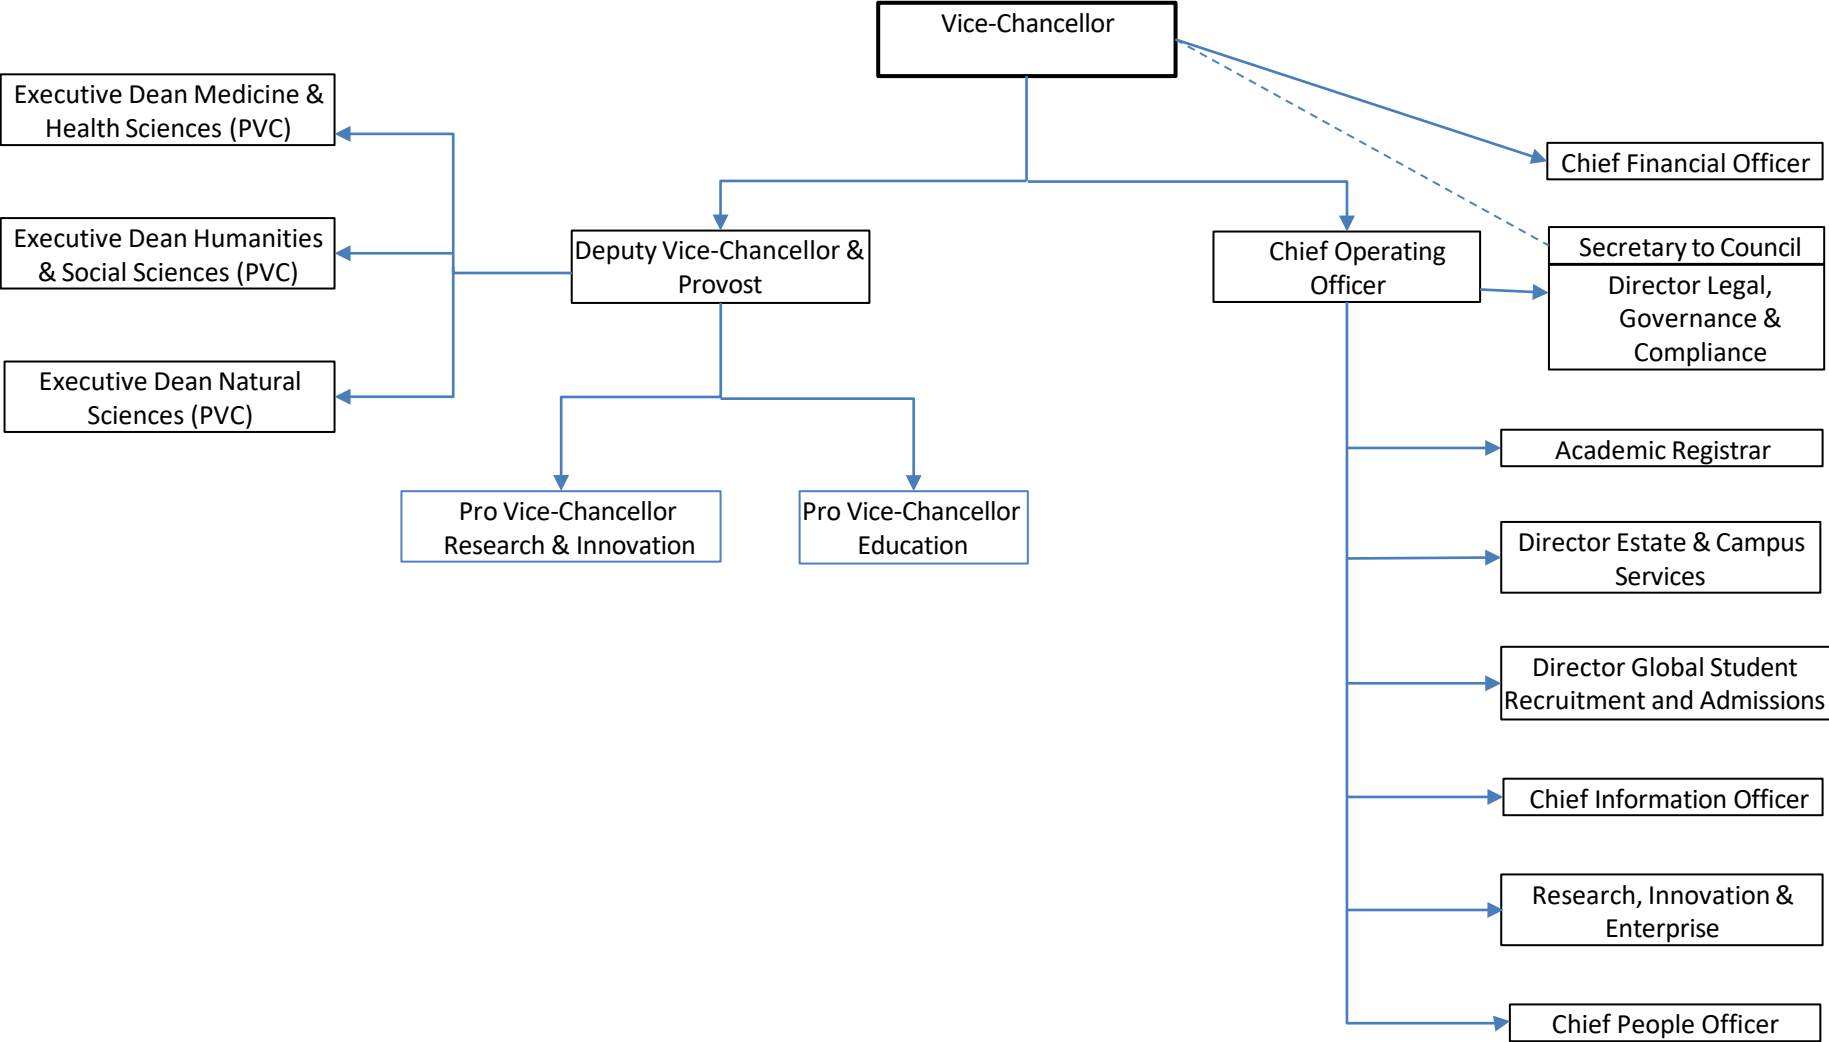 Vice-Chancellor
Executive Dean Medicine &
Health Sciences (PVC)
Chief Financial Officer
Executive Dean Humanities
& Social Sciences (PVC)
Deputy Vice-Chancellor &
Provost
Chief Operating
Officer
Secretary to Council
Director Legal,
Governance &
Compliance
Executive Dean Natural
Sciences (PVC)
Pro Vice-Chancellor
Research & Innovation
Pro Vice-Chancellor
Education
Academic Registrar
Director Estate & Campus
Services
Director Global Student
Recruitment and Admissions
Chief Information Officer
Research, Innovation &
Enterprise
Chief People Officer